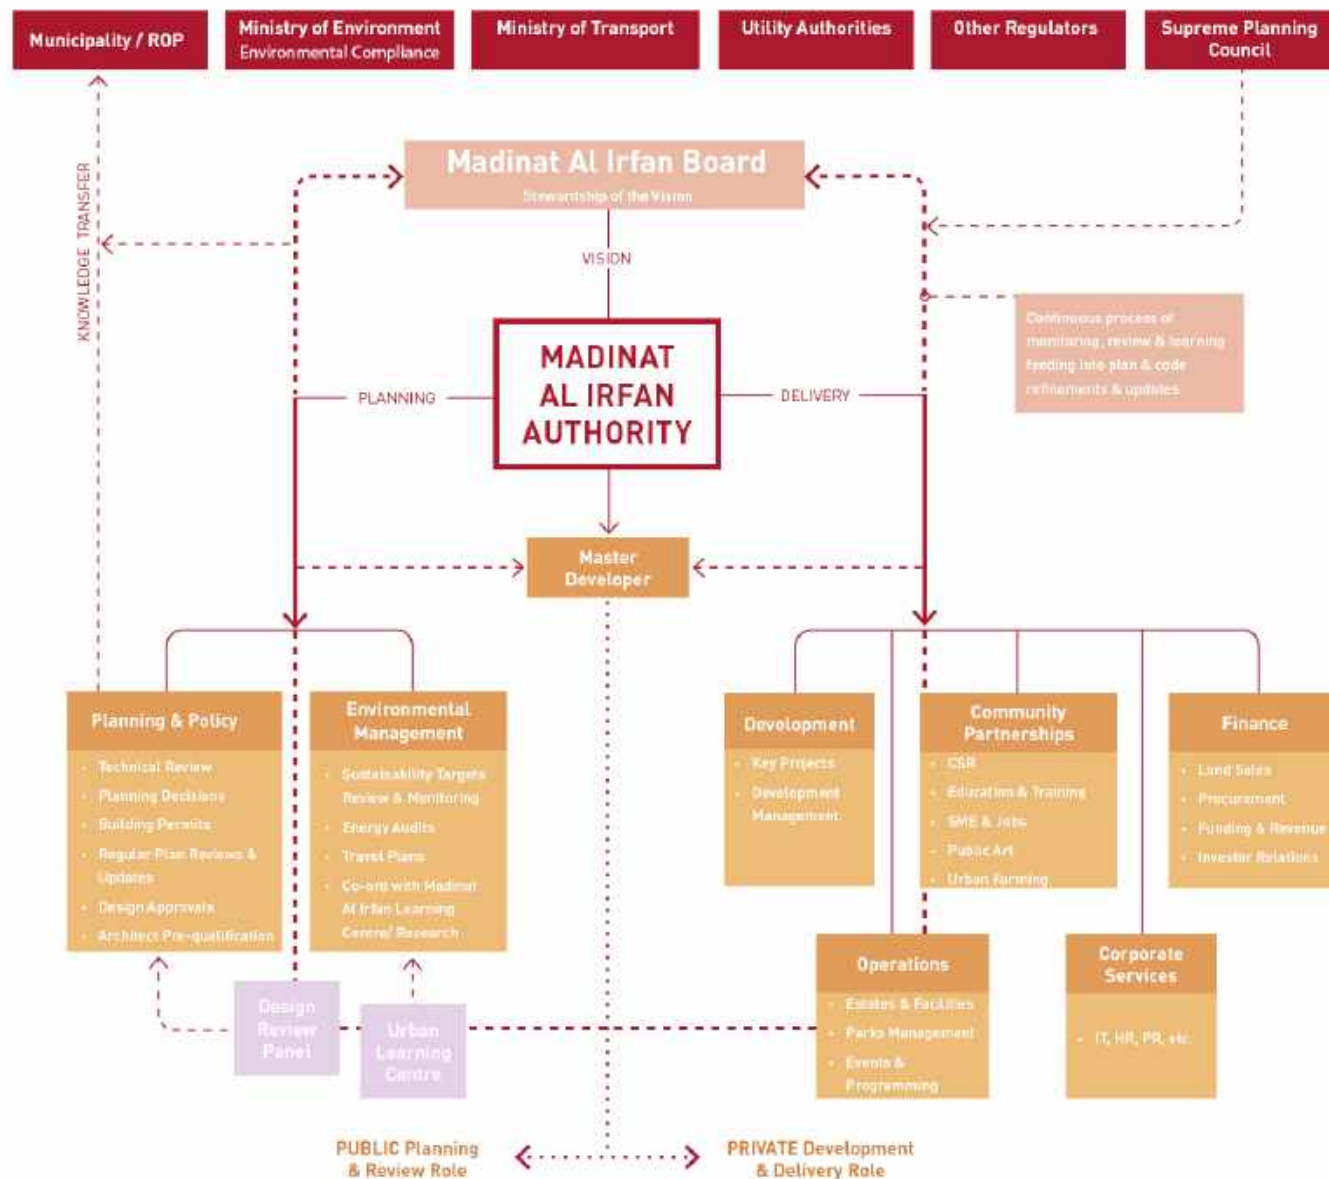 Municipality / ROP
Ministry of Environment
Environmental Compliance
Ministry of Transport
Utility Authorities
Other Regulators
Supreme Planning
Council
Madinat Al Irfan Board
Stewardship of the Vision
KNOWLEDGE TRANSFER
VISION
Continuous process of
monitoring, review & learning
feeding into plan & code
refinements & updates
MADINAT
AL IRFAN
AUTHORITY
PLANNING
DELIVERY
Master
Developer
Planning & Policy
• Technical Review
• Planning Decisions
• Building Permits
• Regular Plan Reviews &
Updates
• Design Approvals
• Architect Pre-qualification
Environmental
Management
• Sustainability Targets
Review & Monitoring
• Energy Audits
• Travel Plans
• Co-ord with Madinat
Al Irfan Learning
Centre/ Research
Development
• Key Projects
• Development
Management
Community
Partnerships
• CSR
• Education & Training
• SME & Jobs
• Public Art
• Urban Farming
Finance
• Land Sales
• Procurement
• Funding & Revenue
• Investor Relations
Design
Review
Panel
Urban
Learning
Centre
Operations
• Estates & Facilities
• Parks Management
• Events &
Programming
Corporate
Services
• IT, HR, PR, etc.
PUBLIC Planning
& Review Role
PRIVATE Development
& Delivery Role